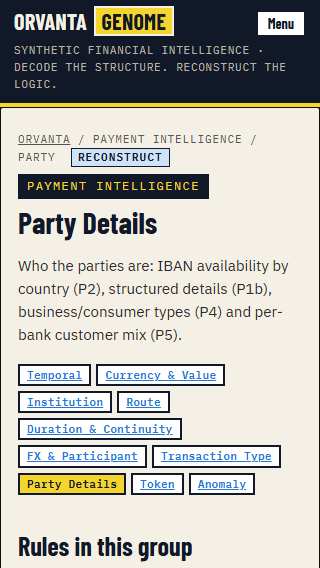 ORVANTA GENOME
Menu
SYNTHETIC FINANCIAL INTELLIGENCE ·
DECODE THE STRUCTURE. RECONSTRUCT THE
LOGIC.
ORVANTA / PAYMENT INTELLIGENCE /
PARTY RECONSTRUCT
PAYMENT INTELLIGENCE
Party Details
Who the parties are: IBAN availability by
country (P2), structured details (P1b),
business/consumer types (P4) and per-
bank customer mix (P5).
Temporal Currency & Value
Institution Route
Duration & Continuity
FX & Participant Transaction Type
Party Details Token Anomaly
Rules in this group